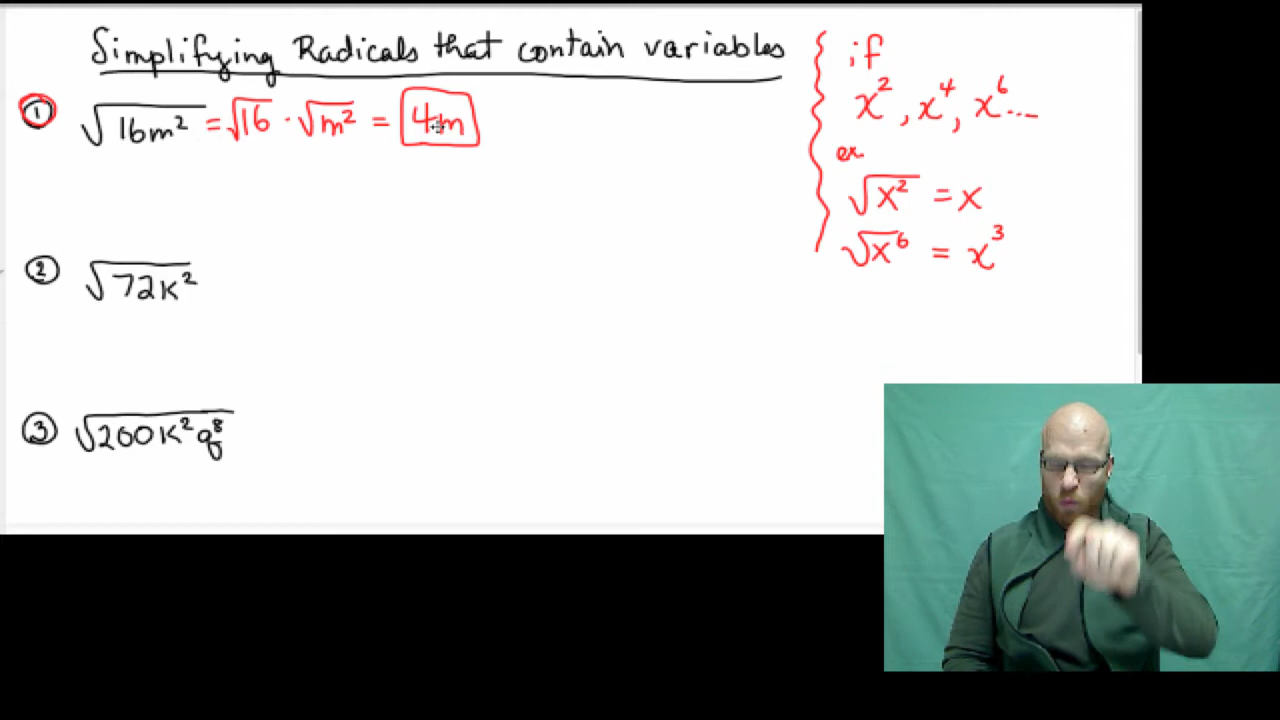 Simplifying Radicals that contain variables
① √16m² = √16 · √m² = 4m
② √72k²
③ √200k²q⁸
if
x², x⁴, x⁶...
ex
√x² = x
√x⁶ = x³